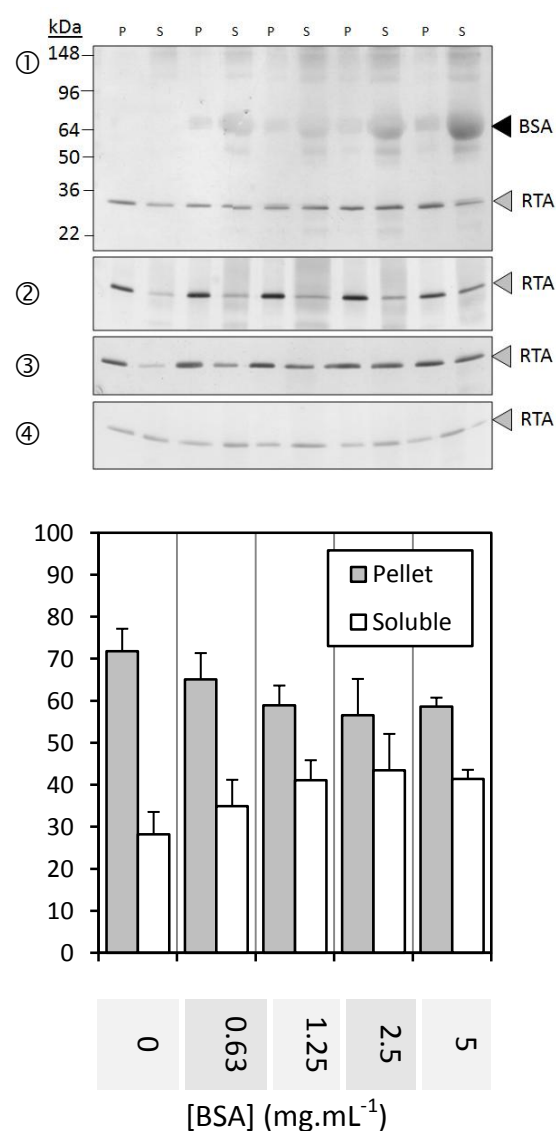 kDa P S P S P S P S P S
①
148
96
64
50
36
22
BSA
RTA
② RTA
③ RTA
④ RTA
100
90
80
70
60
50
40
30
20
10
0
Pellet
Soluble
0 0.63 1.25 2.5 5
[BSA] (mg.mL⁻¹)